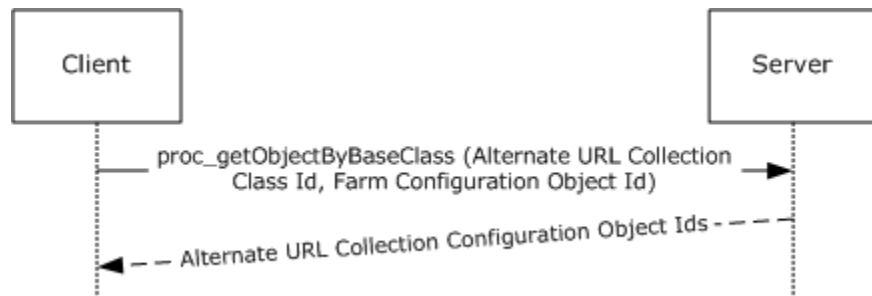 Client
Server
proc_getObjectByBaseClass (Alternate URL Collection
Class Id, Farm Configuration Object Id)
Alternate URL Collection Configuration Object Ids